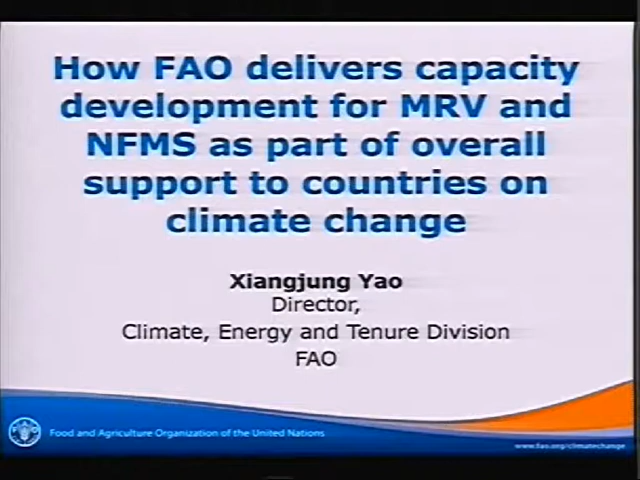 How FAO delivers capacity
development for MRV and
NFMS as part of overall
support to countries on
climate change
Xiangjung Yao
Director,
Climate, Energy and Tenure Division
FAO
Food and Agriculture Organization of the United Nations
www.fao.org/climatechange